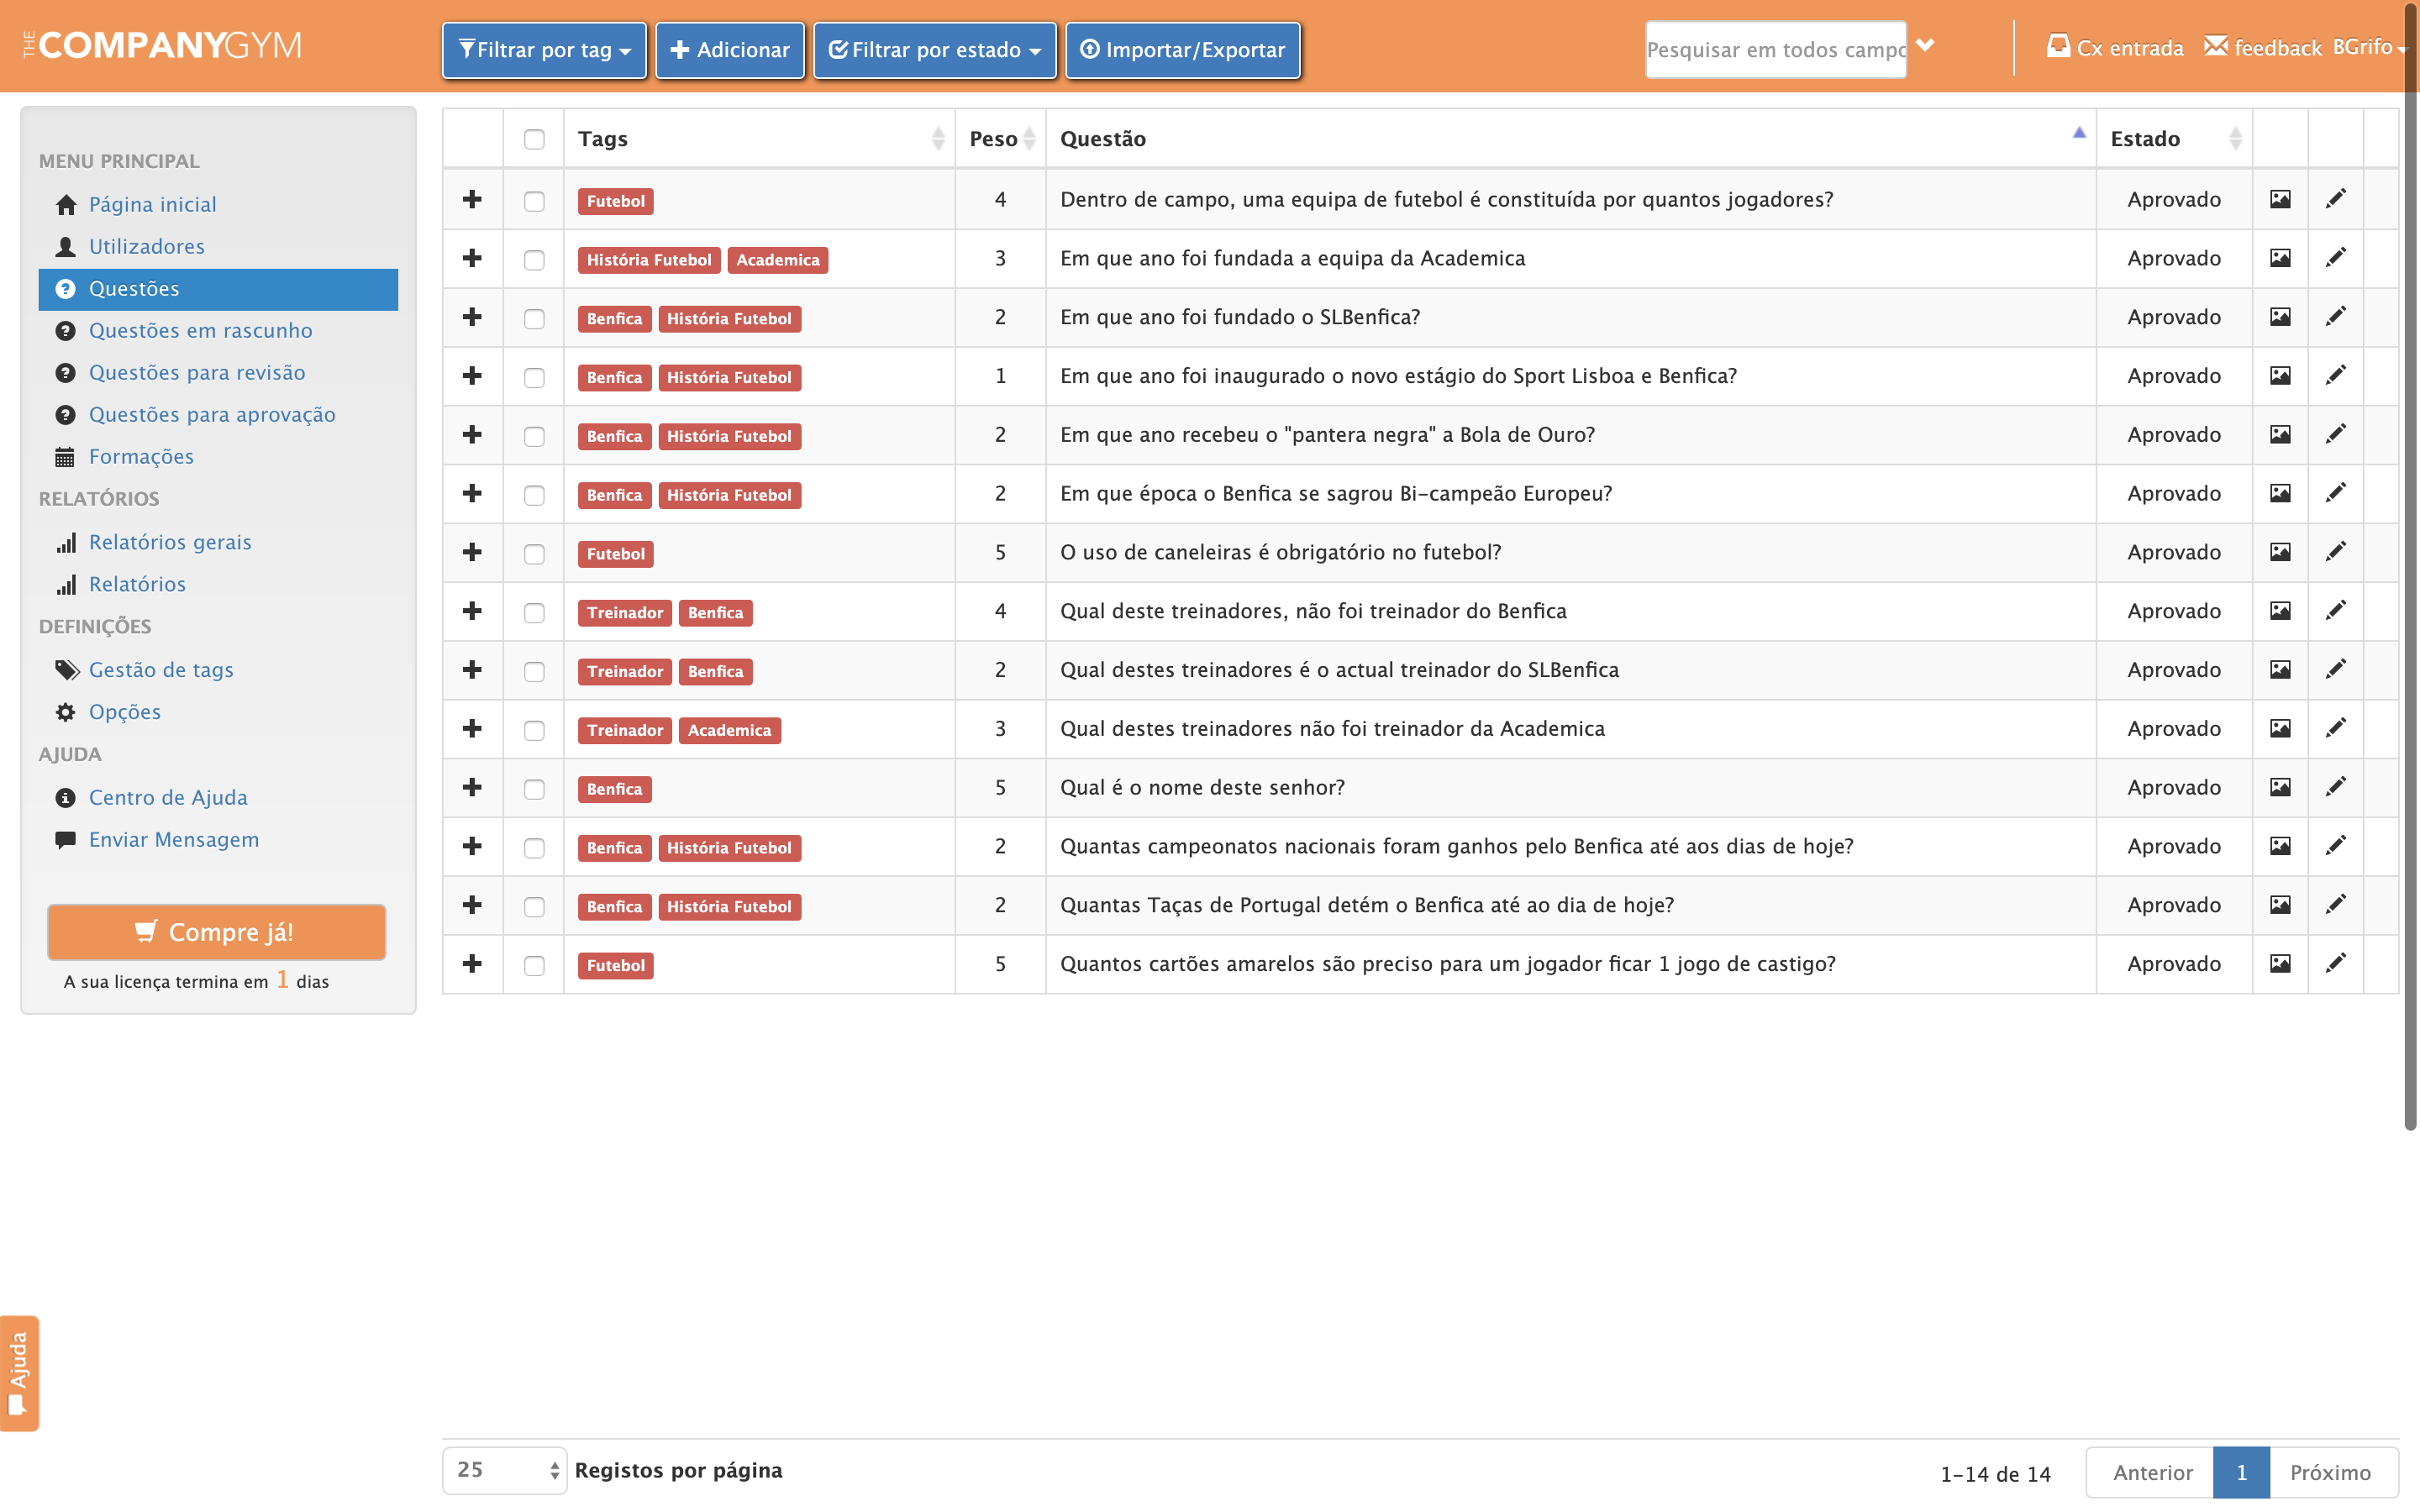 THE COMPANYGYM
Filtrar por tag
Adicionar
Filtrar por estado
Importar/Exportar
Pesquisar em todos campo
Cx entrada
feedback
BGrifo
MENU PRINCIPAL
Página inicial
Utilizadores
Questões
Questões em rascunho
Questões para revisão
Questões para aprovação
Formações
RELATÓRIOS
Relatórios gerais
Relatórios
DEFINIÇÕES
Gestão de tags
Opções
AJUDA
Centro de Ajuda
Enviar Mensagem
Compre já!
A sua licença termina em 1 dias
Tags Peso Questão Estado
Futebol 4 Dentro de campo, uma equipa de futebol é constituída por quantos jogadores? Aprovado
História Futebol Academica 3 Em que ano foi fundada a equipa da Academica Aprovado
Benfica História Futebol 2 Em que ano foi fundado o SLBenfica? Aprovado
Benfica História Futebol 1 Em que ano foi inaugurado o novo estágio do Sport Lisboa e Benfica? Aprovado
Benfica História Futebol 2 Em que ano recebeu o "pantera negra" a Bola de Ouro? Aprovado
Benfica História Futebol 2 Em que época o Benfica se sagrou Bi-campeão Europeu? Aprovado
Futebol 5 O uso de caneleiras é obrigatório no futebol? Aprovado
Treinador Benfica 4 Qual deste treinadores, não foi treinador do Benfica Aprovado
Treinador Benfica 2 Qual destes treinadores é o actual treinador do SLBenfica Aprovado
Treinador Academica 3 Qual destes treinadores não foi treinador da Academica Aprovado
Benfica 5 Qual é o nome deste senhor? Aprovado
Benfica História Futebol 2 Quantas campeonatos nacionais foram ganhos pelo Benfica até aos dias de hoje? Aprovado
Benfica História Futebol 2 Quantas Taças de Portugal detém o Benfica até ao dia de hoje? Aprovado
Futebol 5 Quantos cartões amarelos são preciso para um jogador ficar 1 jogo de castigo? Aprovado
Ajuda
25 Registos por página
1-14 de 14
Anterior 1 Próximo